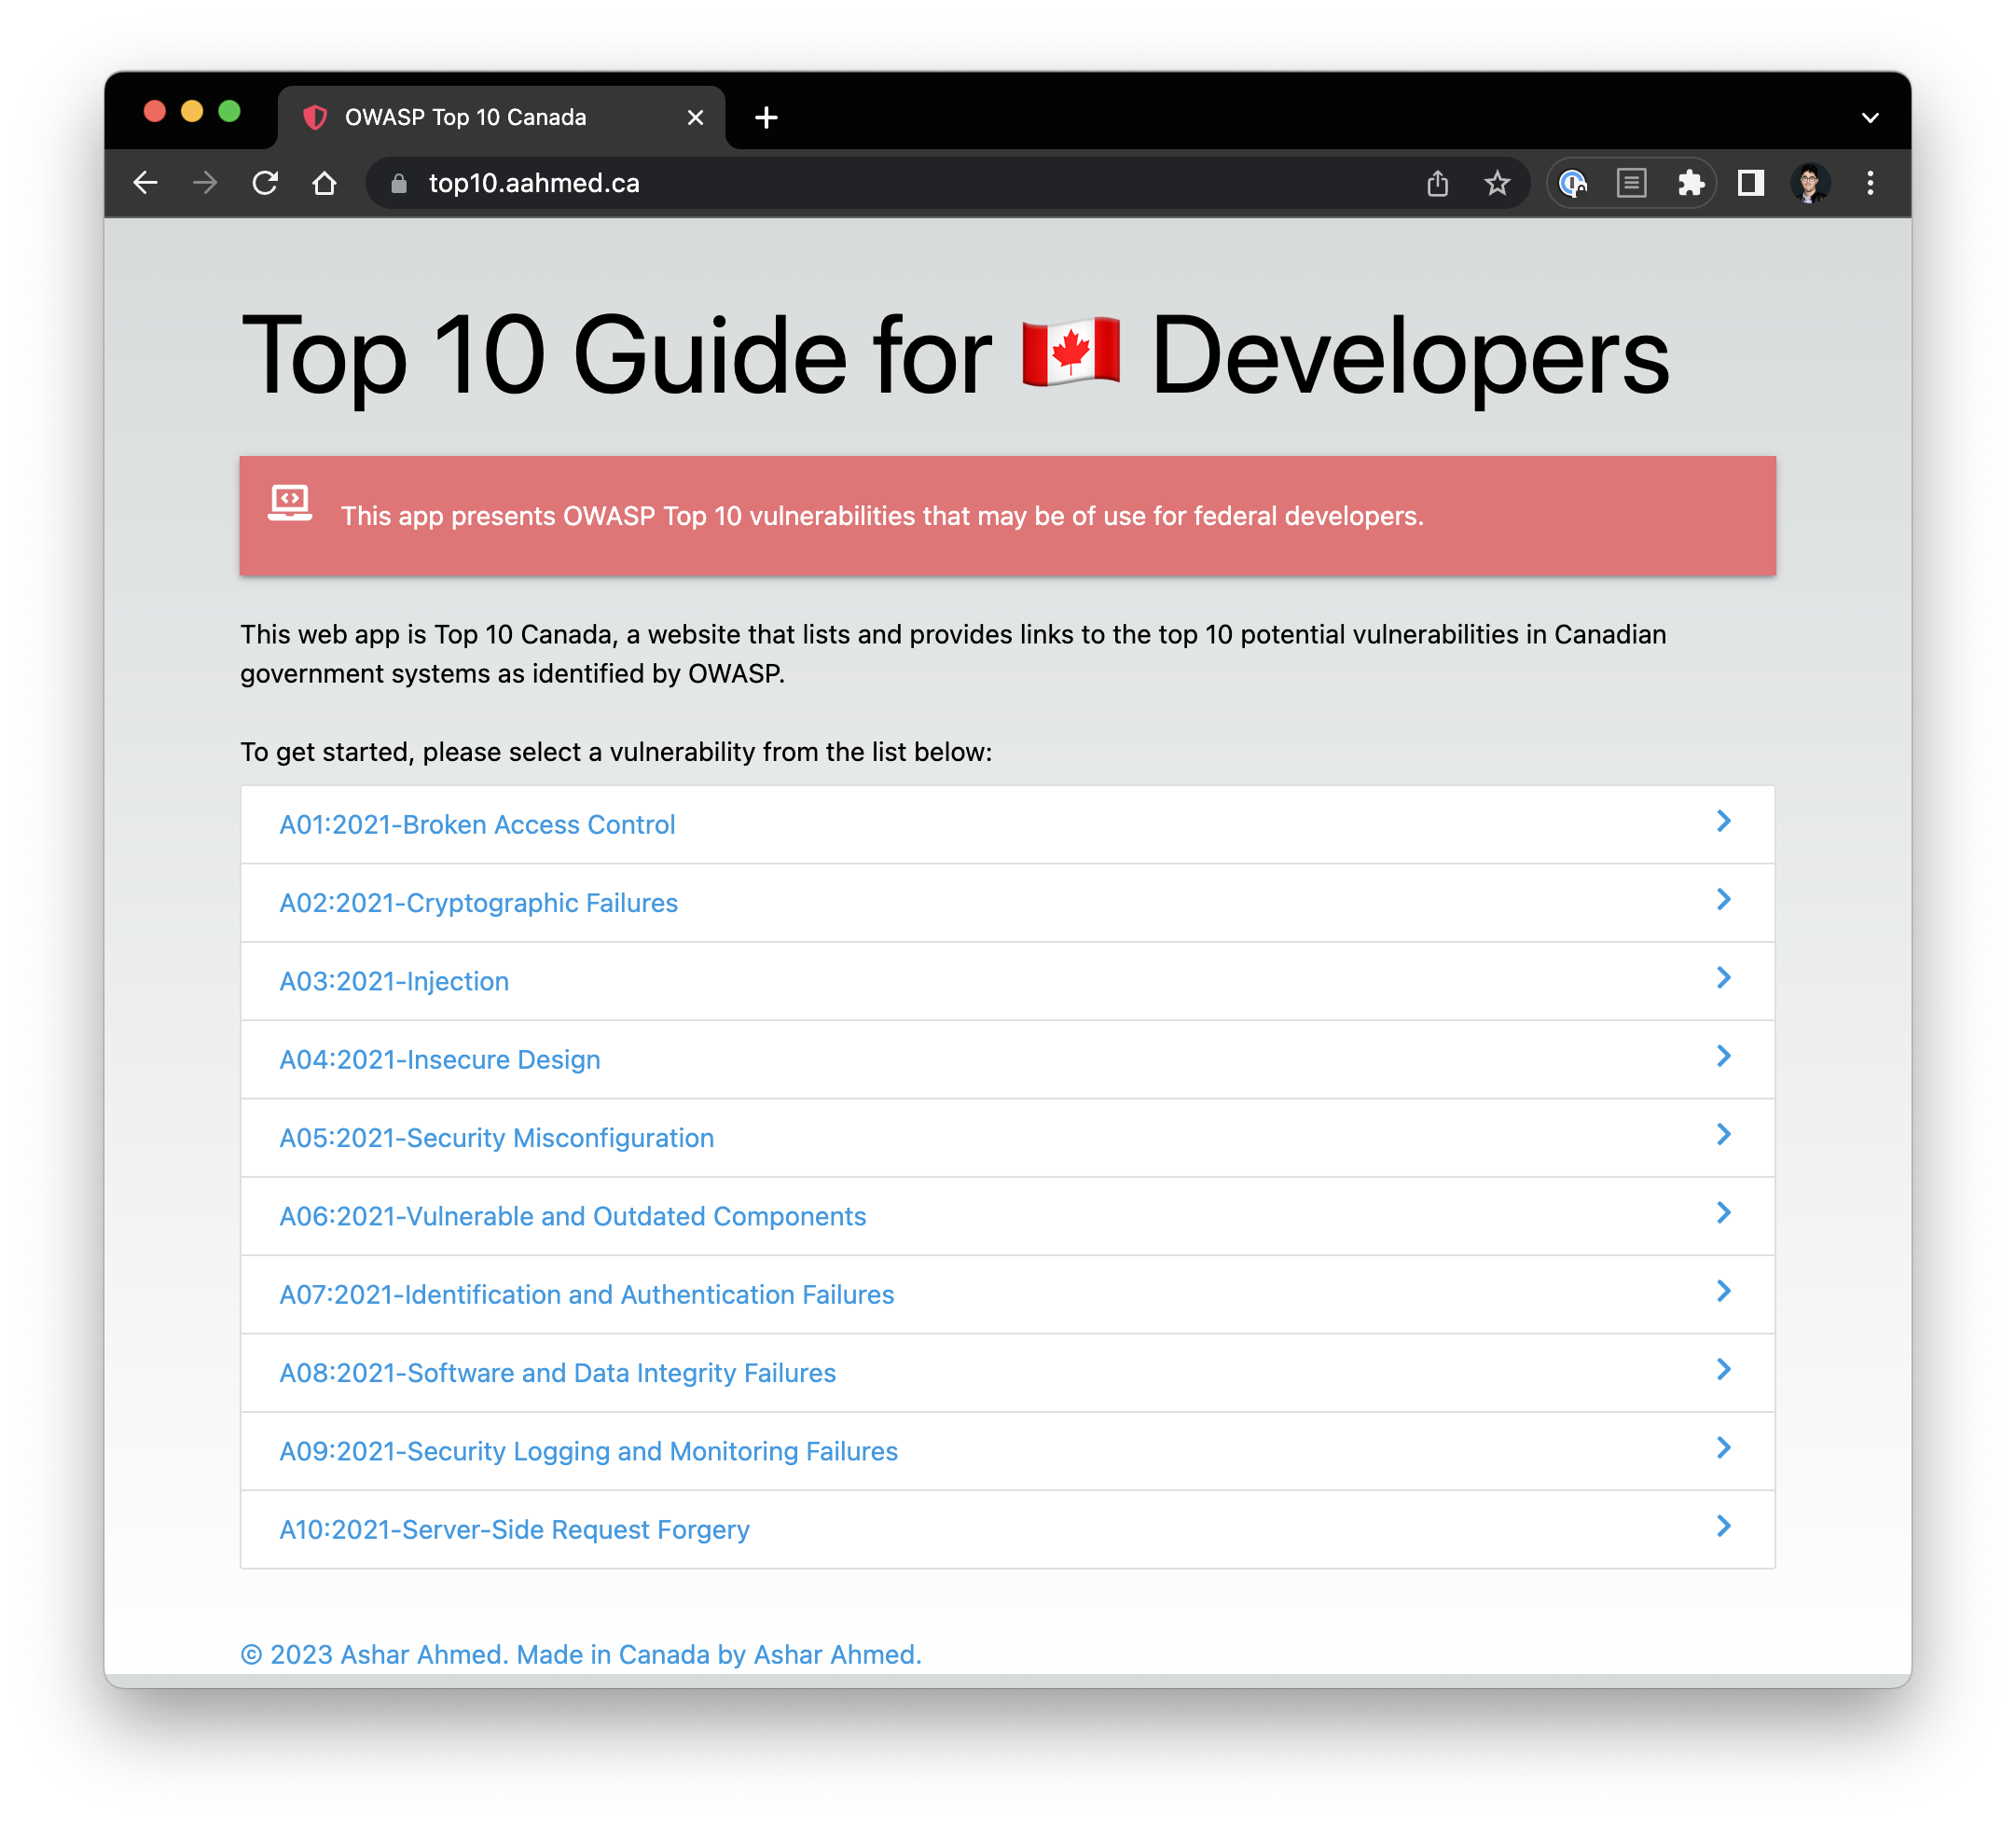 OWASP Top 10 Canada
top10.aahmed.ca
Top 10 Guide for 🇨🇦 Developers
This app presents OWASP Top 10 vulnerabilities that may be of use for federal developers.
This web app is Top 10 Canada, a website that lists and provides links to the top 10 potential vulnerabilities in Canadian
government systems as identified by OWASP.
To get started, please select a vulnerability from the list below:
A01:2021-Broken Access Control
A02:2021-Cryptographic Failures
A03:2021-Injection
A04:2021-Insecure Design
A05:2021-Security Misconfiguration
A06:2021-Vulnerable and Outdated Components
A07:2021-Identification and Authentication Failures
A08:2021-Software and Data Integrity Failures
A09:2021-Security Logging and Monitoring Failures
A10:2021-Server-Side Request Forgery
© 2023 Ashar Ahmed. Made in Canada by Ashar Ahmed.